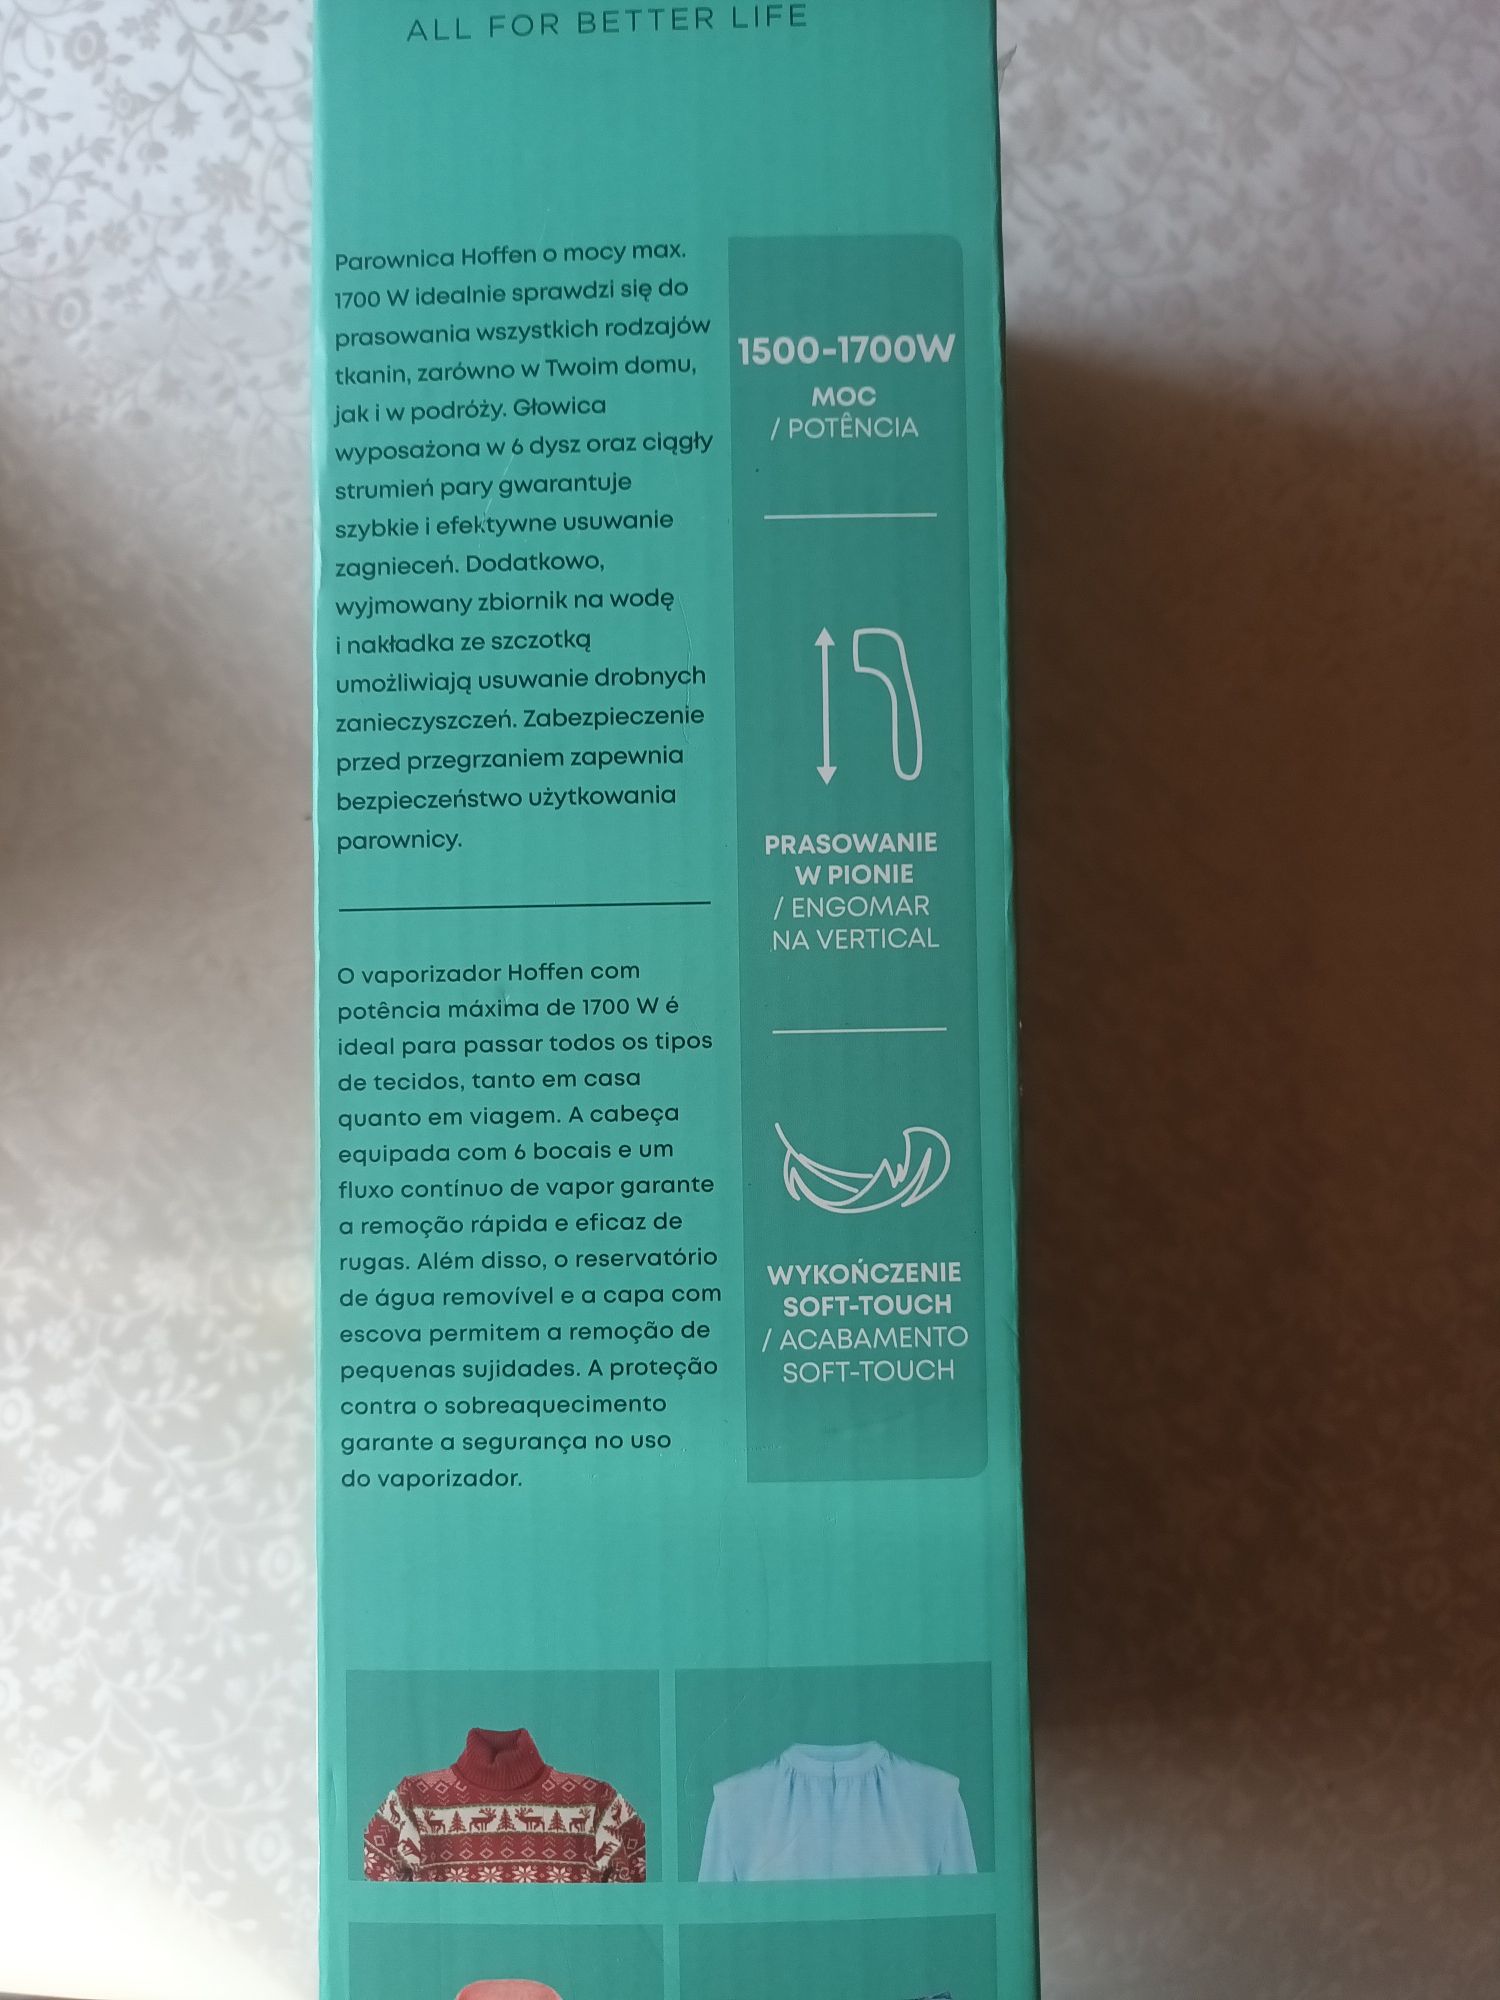 ALL FOR BETTER LIFE
Parownica Hoffen o mocy max.
1700 W idealnie sprawdzi się do
prasowania wszystkich rodzajów
tkanin, zarówno w Twoim domu,
jak i w podróży. Głowica
wyposażona w 6 dysz oraz ciągły
strumień pary gwarantuje
szybkie i efektywne usuwanie
zagnieceń. Dodatkowo,
wyjmowany zbiornik na wodę
i nakładka ze szczotką
umożliwiają usuwanie drobnych
zanieczyszczeń. Zabezpieczenie
przed przegrzaniem zapewnia
bezpieczeństwo użytkowania
parownicy.
O vaporizador Hoffen com
potência máxima de 1700 W é
ideal para passar todos os tipos
de tecidos, tanto em casa
quanto em viagem. A cabeça
equipada com 6 bocais e um
fluxo contínuo de vapor garante
a remoção rápida e eficaz de
rugas. Além disso, o reservatório
de água removível e a capa com
escova permitem a remoção de
pequenas sujidades. A proteção
contra o sobreaquecimento
garante a segurança no uso
do vaporizador.
1500-1700W
MOC
/ POTÊNCIA
PRASOWANIE
W PIONIE
/ ENGOMAR
NA VERTICAL
WYKOŃCZENIE
SOFT-TOUCH
/ ACABAMENTO
SOFT-TOUCH